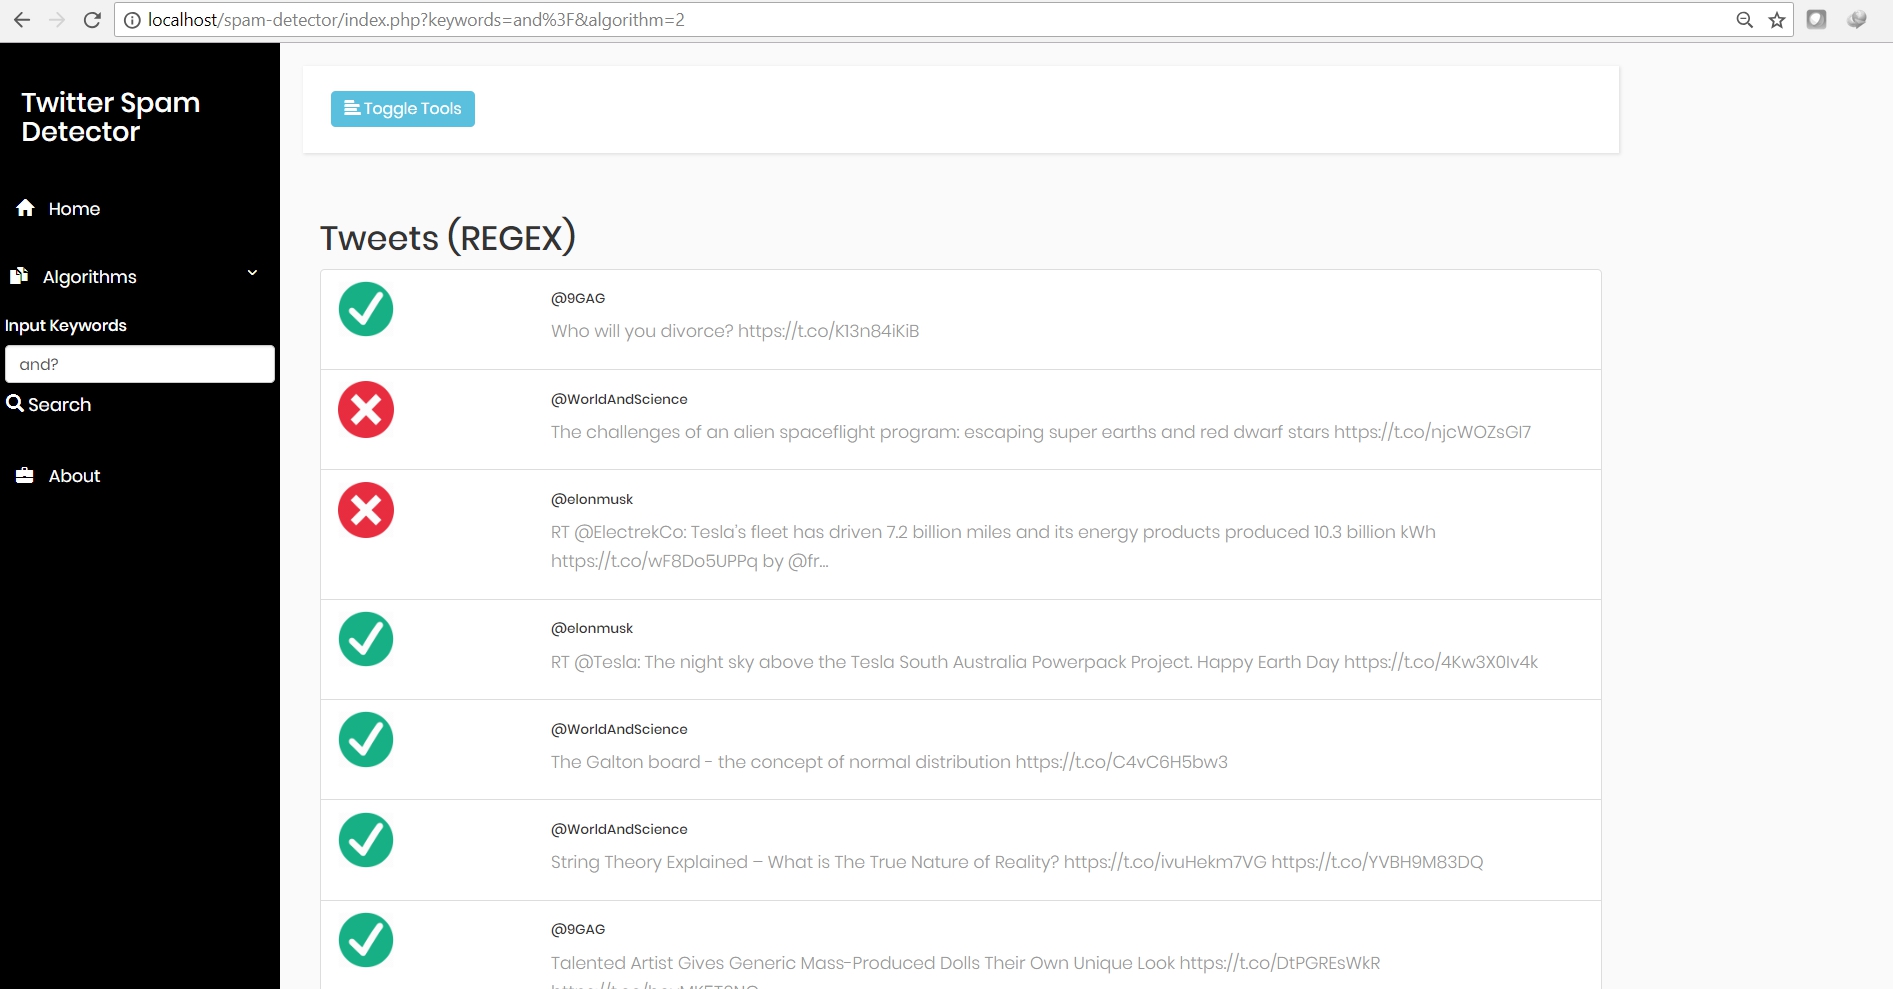 localhost/spam-detector/index.php?keywords=and%3F&algorithm=2
Twitter Spam
Detector
Home
Algorithms
Input Keywords
and?
Search
About
Toggle Tools
Tweets (REGEX)
@9GAG
Who will you divorce? https://t.co/K13n84iKiB
@WorldAndScience
The challenges of an alien spaceflight program: escaping super earths and red dwarf stars https://t.co/njcWOZsGI7
@elonmusk
RT @ElectrekCo: Tesla's fleet has driven 7.2 billion miles and its energy products produced 10.3 billion kWh
https://t.co/wF8Do5UPPq by @fr...
@elonmusk
RT @Tesla: The night sky above the Tesla South Australia Powerpack Project. Happy Earth Day https://t.co/4Kw3X0Iv4k
@WorldAndScience
The Galton board - the concept of normal distribution https://t.co/C4vC6H5bw3
@WorldAndScience
String Theory Explained – What is The True Nature of Reality? https://t.co/ivuHekm7VG https://t.co/YVBH9M83DQ
@9GAG
Talented Artist Gives Generic Mass-Produced Dolls Their Own Unique Look https://t.co/DtPGREsWkR